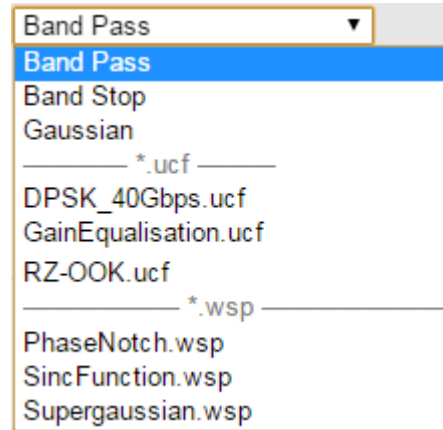 Band Pass
Band Pass
Band Stop
Gaussian
*.ucf
DPSK_40Gbps.ucf
GainEqualisation.ucf
RZ-OOK.ucf
*.wsp
PhaseNotch.wsp
SincFunction.wsp
Supergaussian.wsp